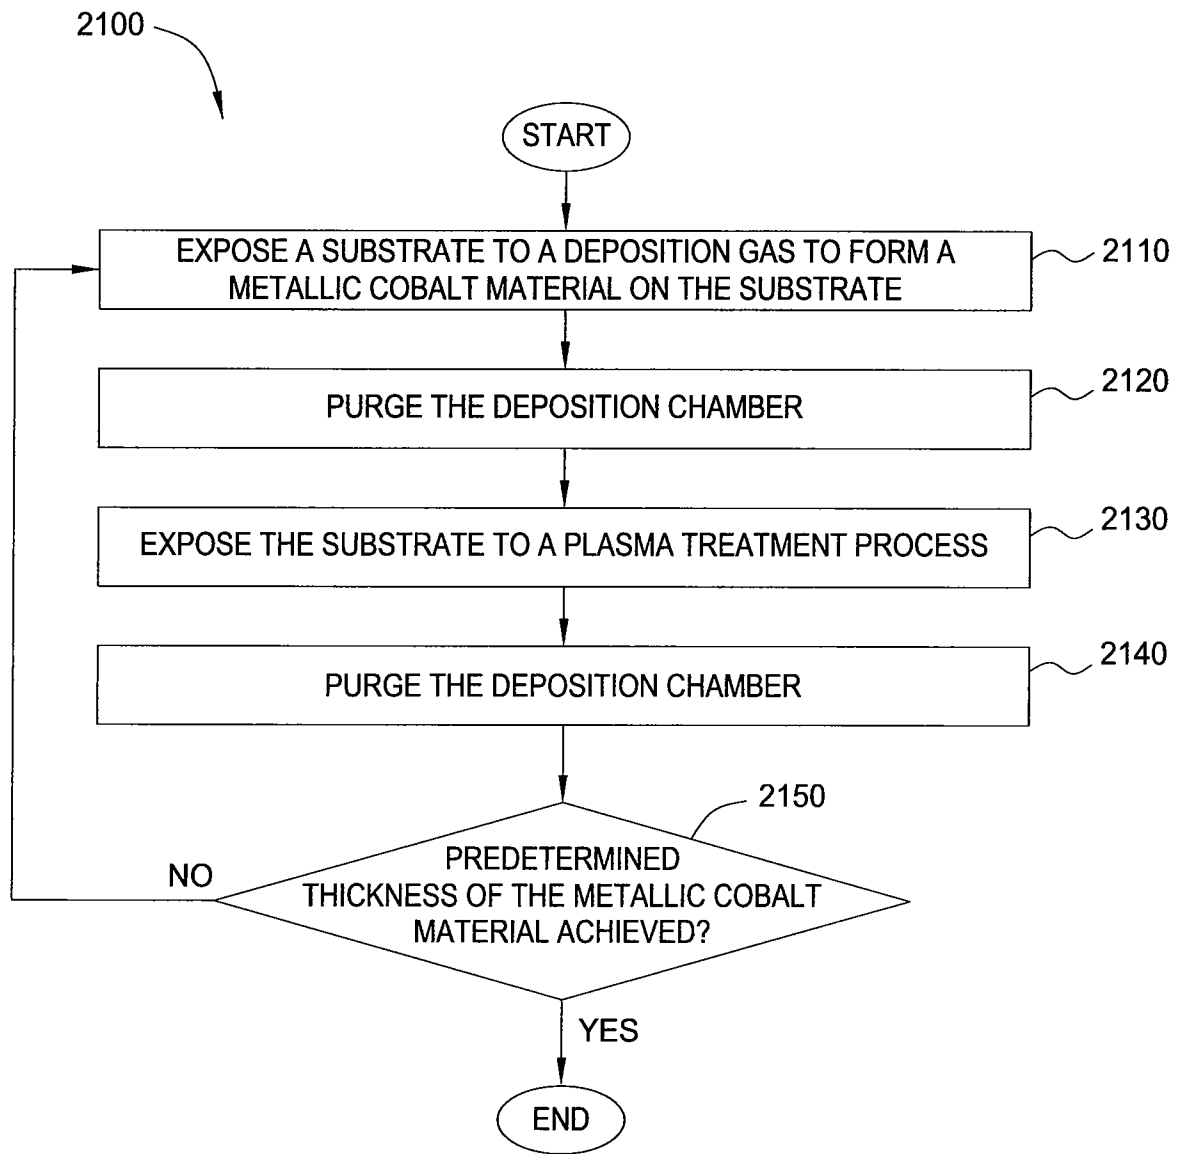 2100
START
EXPOSE A SUBSTRATE TO A DEPOSITION GAS TO FORM A
METALLIC COBALT MATERIAL ON THE SUBSTRATE
2110
PURGE THE DEPOSITION CHAMBER
2120
EXPOSE THE SUBSTRATE TO A PLASMA TREATMENT PROCESS
2130
PURGE THE DEPOSITION CHAMBER
2140
2150
PREDETERMINED
THICKNESS OF THE METALLIC COBALT
MATERIAL ACHIEVED?
NO
YES
END